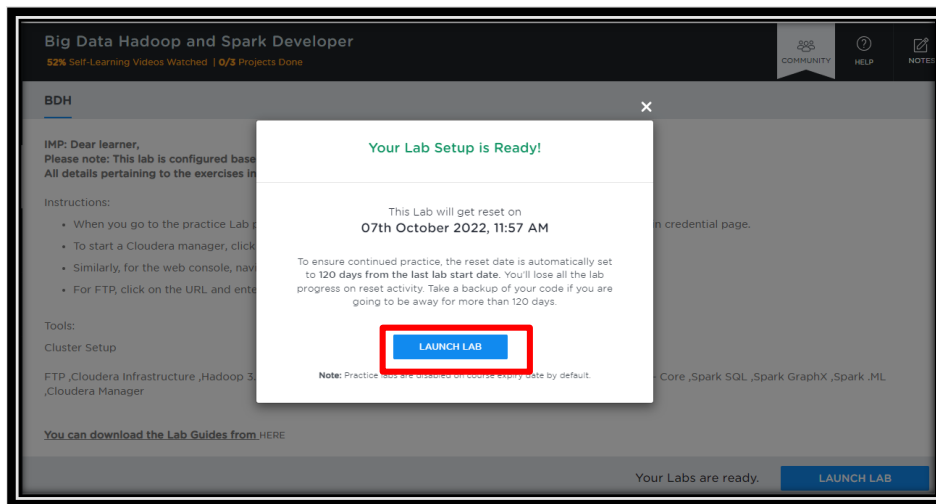 Big Data Hadoop and Spark Developer
52% Self-Learning Videos Watched | 0/3 Projects Done
COMMUNITY
HELP
NOTES
BDH
IMP: Dear learner,
Please note: This lab is configured base
All details pertaining to the exercises in
Instructions:
When you go to the practice Lab p
n credential page.
To start a Cloudera manager, click
Similarly, for the web console, navi
For FTP, click on the URL and ente
Tools:
Cluster Setup
FTP ,Cloudera Infrastructure ,Hadoop 3.
- Core ,Spark SQL ,Spark GraphX ,Spark .ML
,Cloudera Manager
You can download the Lab Guides from HERE
Your Lab Setup is Ready!
This Lab will get reset on
07th October 2022, 11:57 AM
To ensure continued practice, the reset date is automatically set
to 120 days from the last lab start date. You'll lose all the lab
progress on reset activity. Take a backup of your code if you are
going to be away for more than 120 days.
LAUNCH LAB
Note: Practice labs are disabled on course expiry date by default.
Your Labs are ready.
LAUNCH LAB